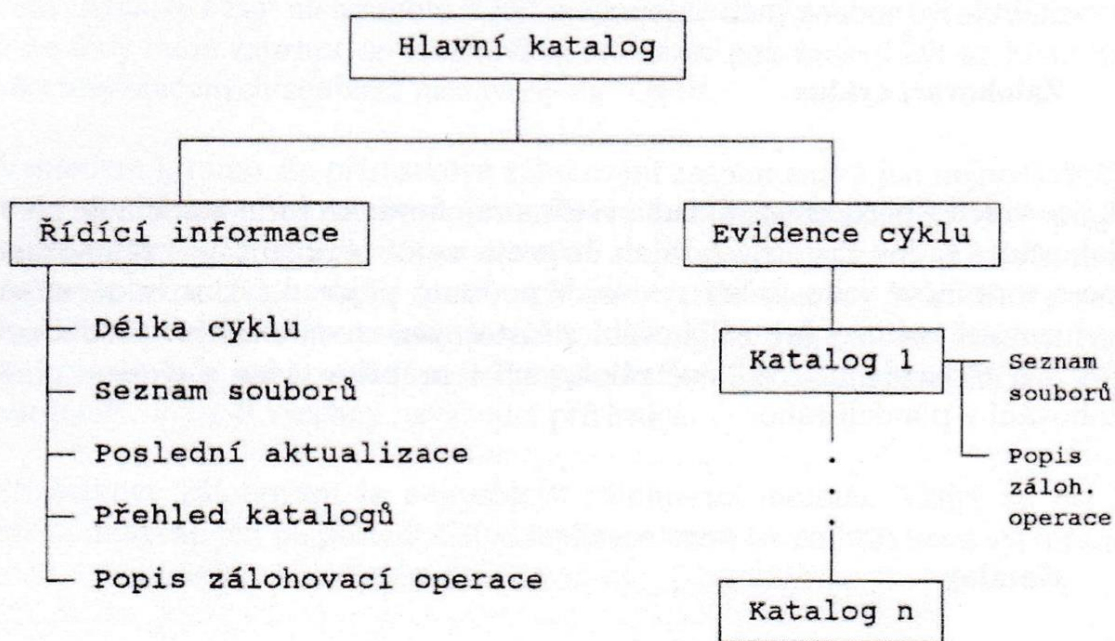 Hlavní katalog
Řídící informace
Délka cyklu
Seznam souborů
Poslední aktualizace
Přehled katalogů
Popis zálohovací operace
Evidence cyklu
Katalog 1
Seznam
souborů
Popis
záloh.
operace
Katalog n